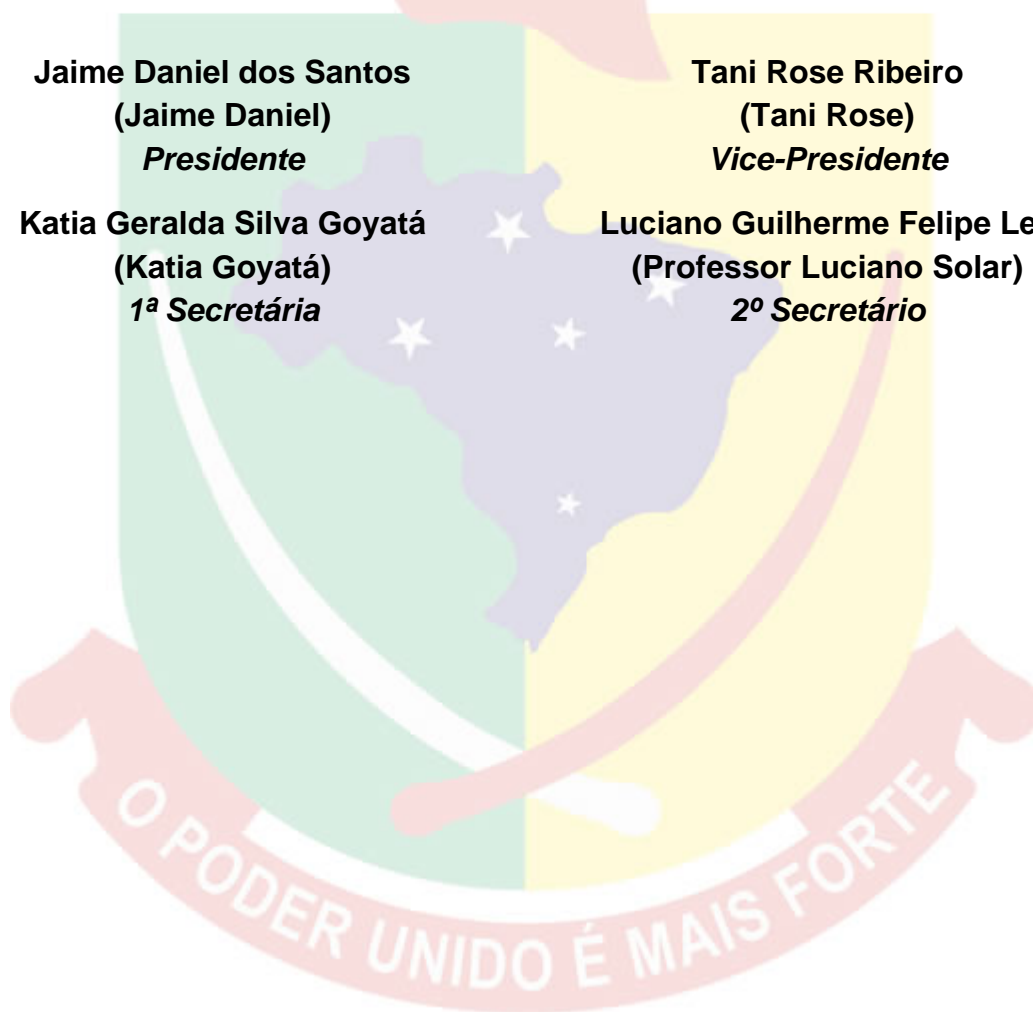 Jaime Daniel dos Santos
(Jaime Daniel)
Presidente
Tani Rose Ribeiro
(Tani Rose)
Vice-Presidente
Katia Geralda Silva Goyatá
(Katia Goyatá)
1ª Secretária
Luciano Guilherme Felipe
(Professor Luciano Solar)
2º Secretário
O PODER UNIDO É MAIS FORTE